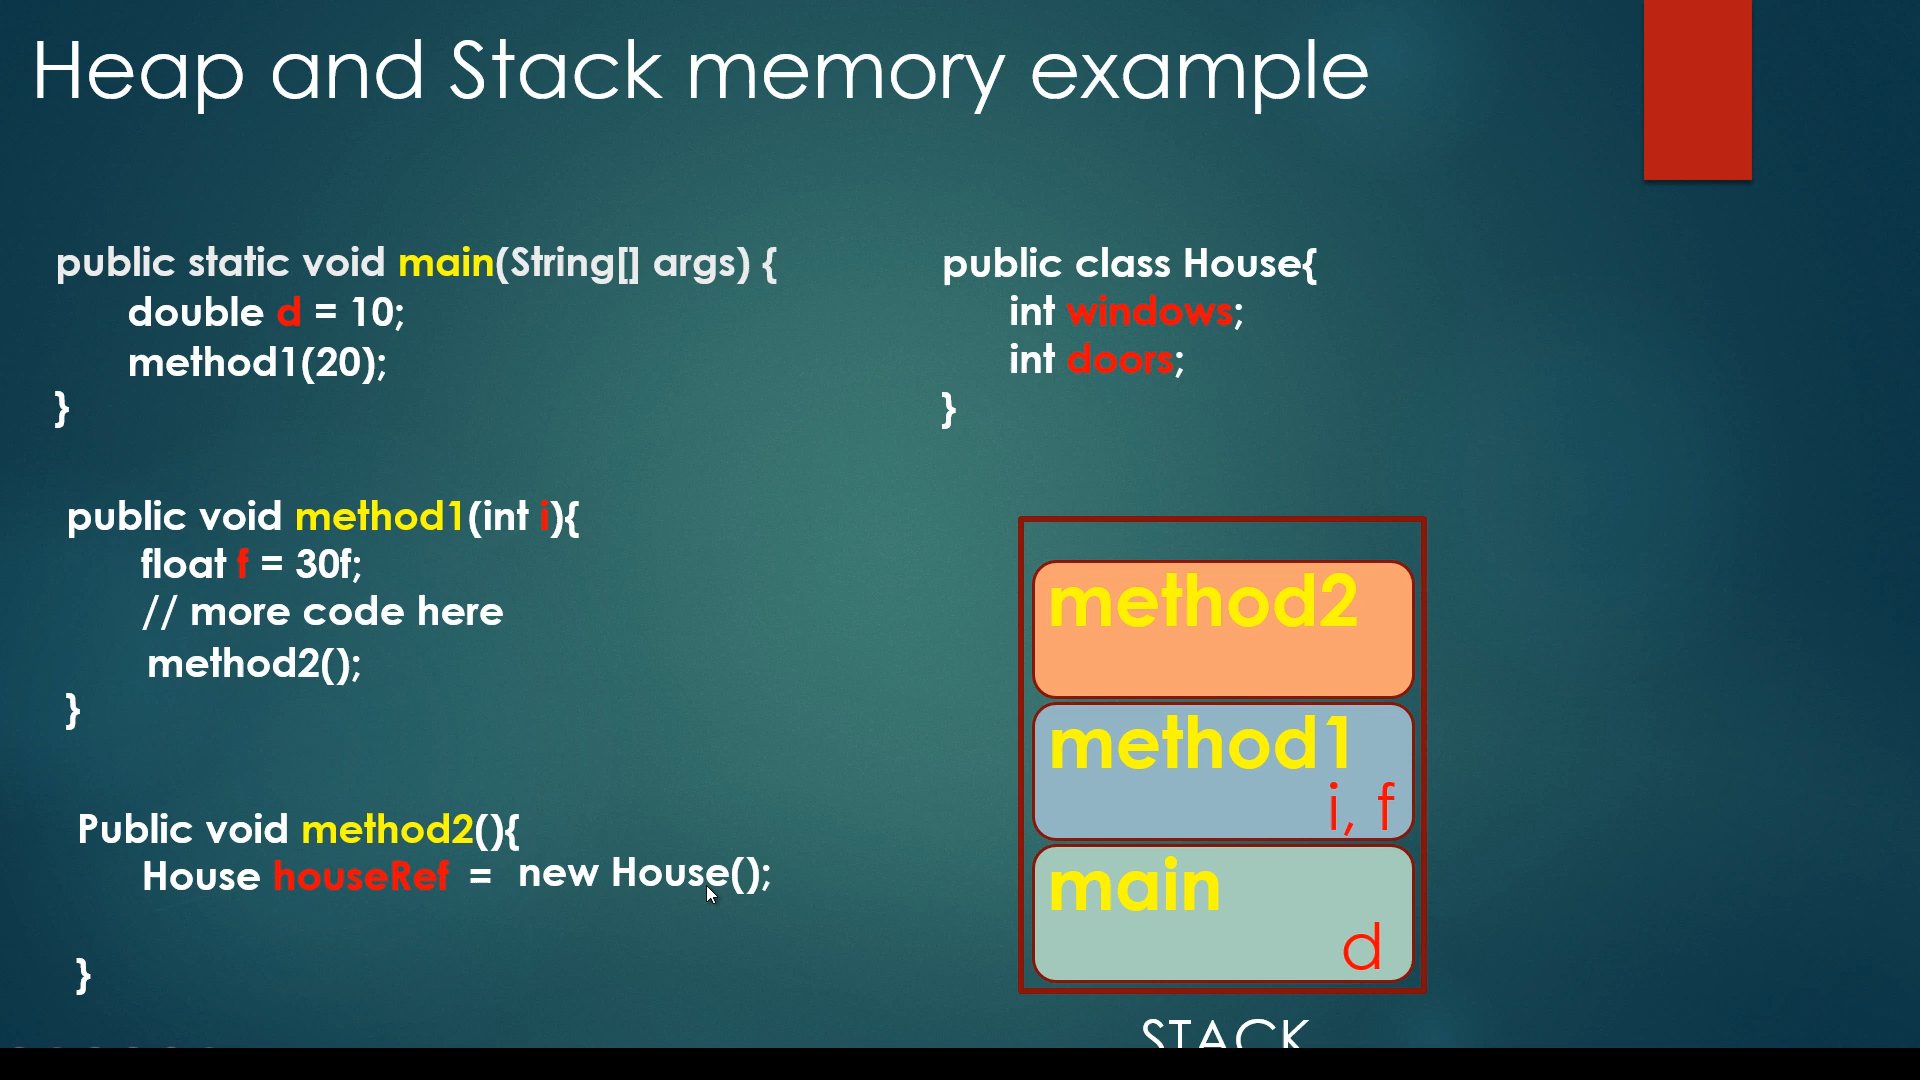 Heap and Stack memory example
public static void main(String[] args) {
double d = 10;
method1(20);
}
public void method1(int i){
float f = 30f;
// more code here
method2();
}
Public void method2(){
House houseRef = new House();
}
public class House{
int windows;
int doors;
}
method2
method1
i, f
main
d
STACK